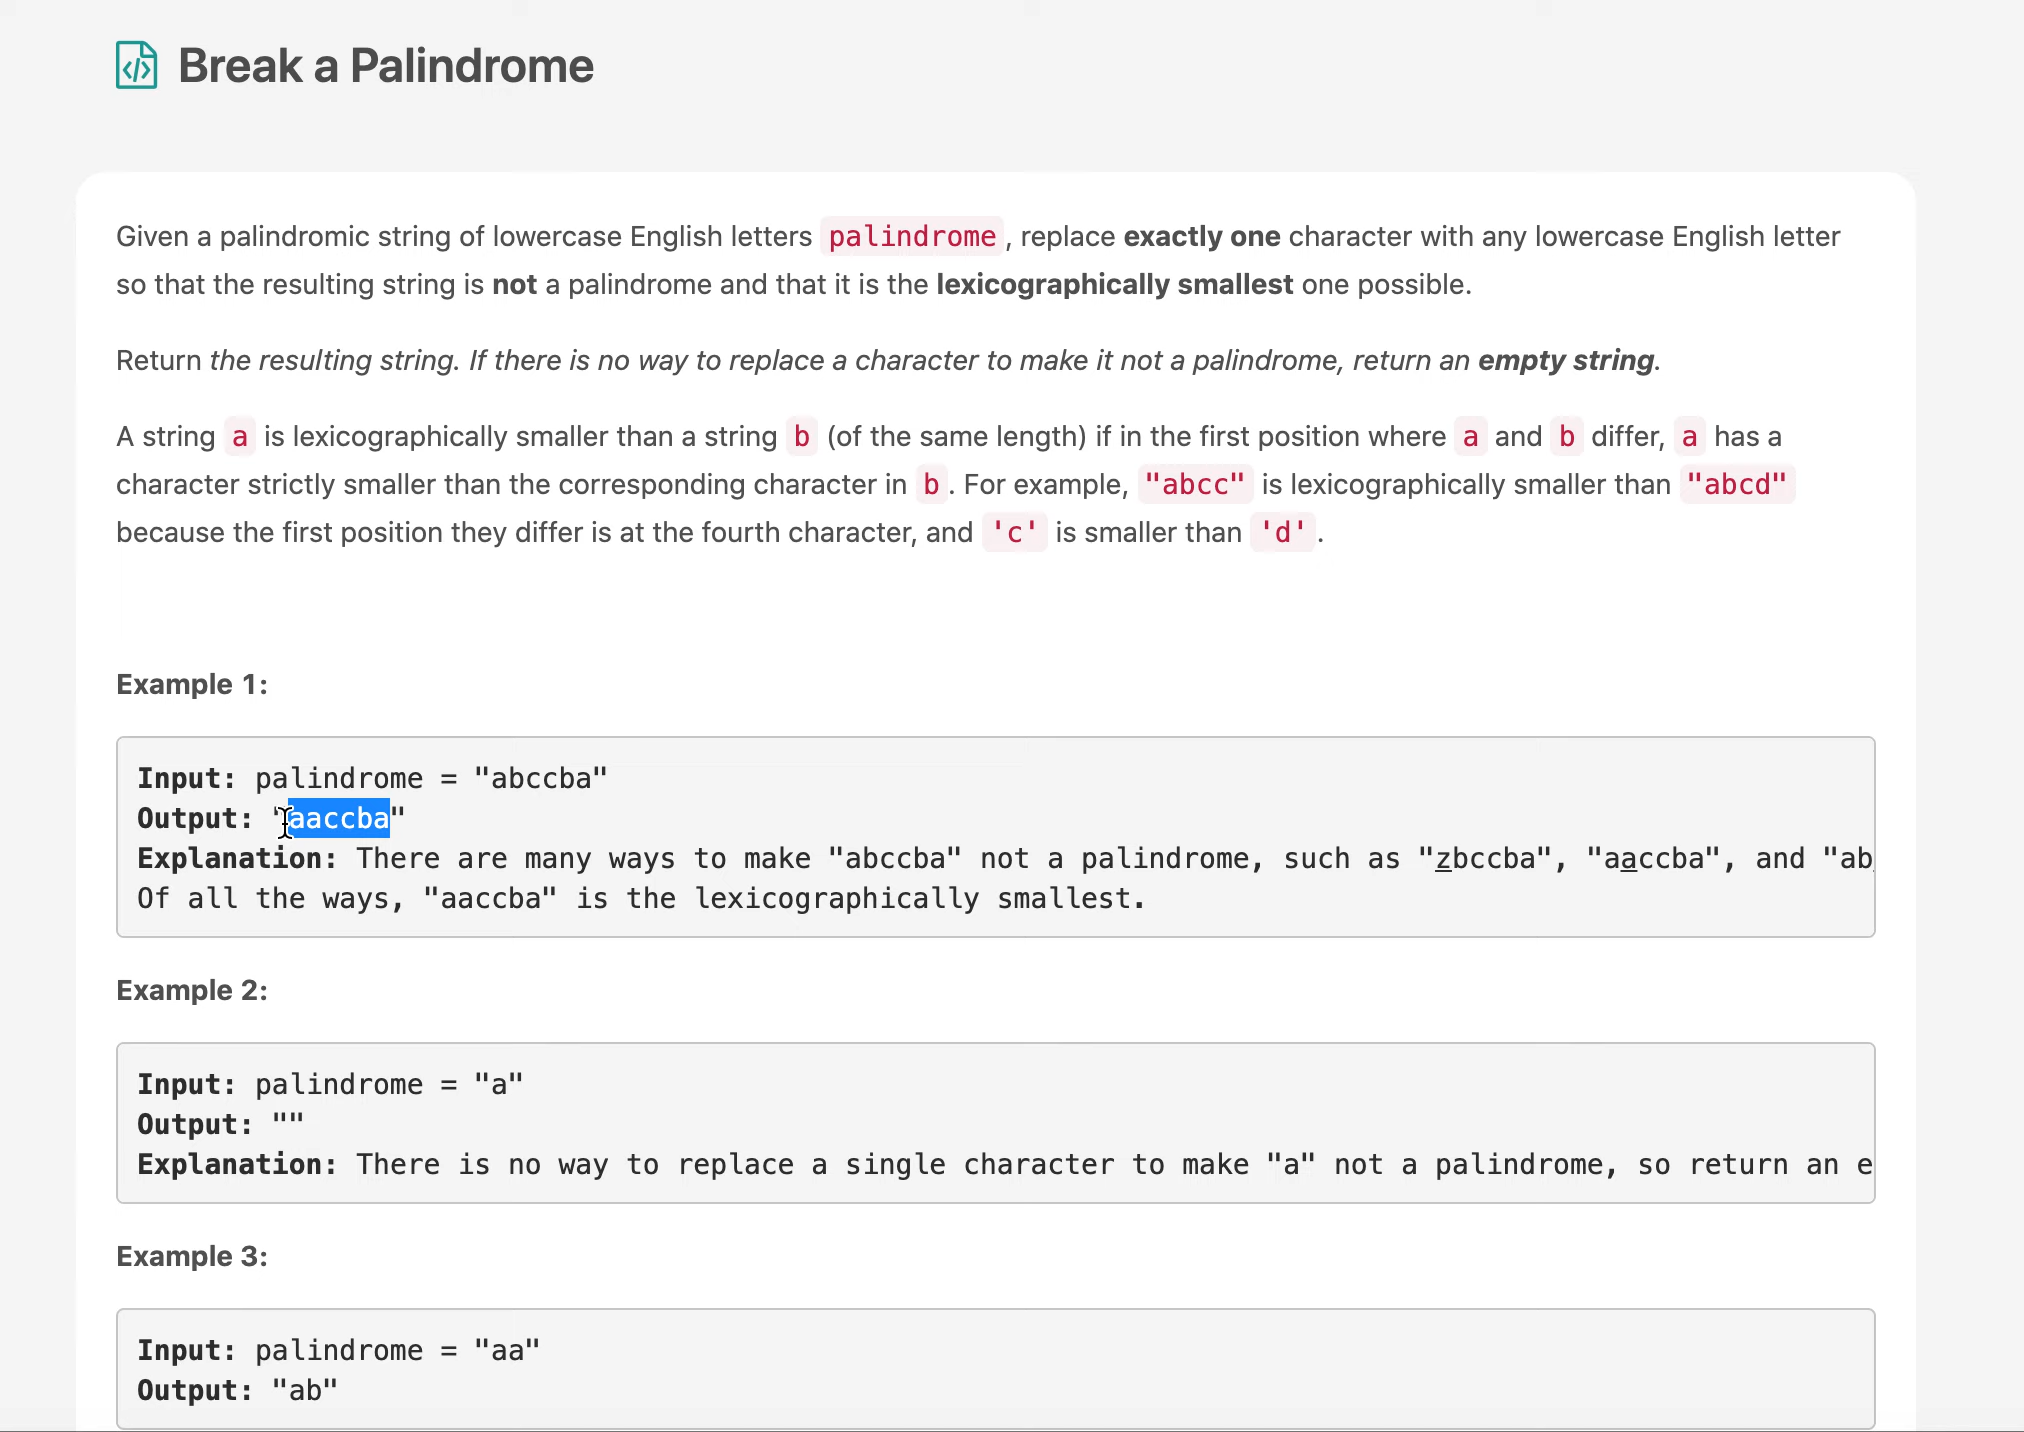 Break a Palindrome
Given a palindromic string of lowercase English letters palindrome, replace exactly one character with any lowercase English letter
so that the resulting string is not a palindrome and that it is the lexicographically smallest one possible.
Return the resulting string. If there is no way to replace a character to make it not a palindrome, return an empty string.
A string a is lexicographically smaller than a string b (of the same length) if in the first position where a and b differ, a has a
character strictly smaller than the corresponding character in b. For example, "abcc" is lexicographically smaller than "abcd"
because the first position they differ is at the fourth character, and 'c' is smaller than 'd'.
Example 1:
Input: palindrome = "abccba"
Output: "aaccba"
Explanation: There are many ways to make "abccba" not a palindrome, such as "zbccba", "aaccba", and "ab
Of all the ways, "aaccba" is the lexicographically smallest.
Example 2:
Input: palindrome = "a"
Output: ""
Explanation: There is no way to replace a single character to make "a" not a palindrome, so return an e
Example 3:
Input: palindrome = "aa"
Output: "ab"